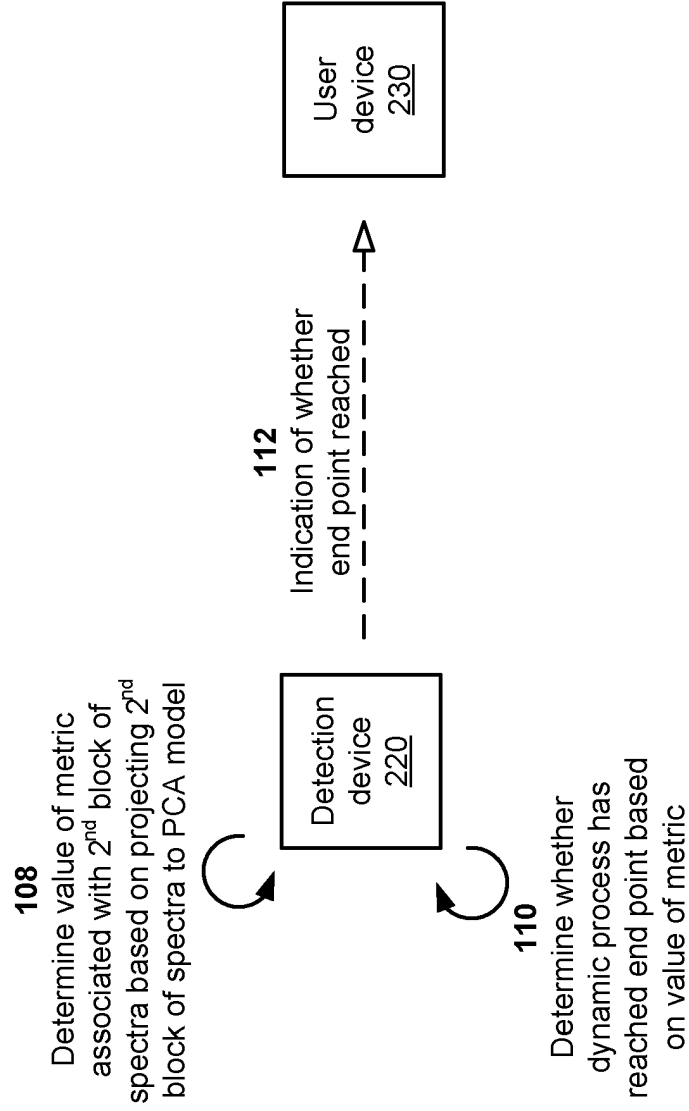 108
Determine value of metric
associated with 2nd block of
spectra based on projecting 2nd
block of spectra to PCA model
Detection
device
220
110
Determine whether
dynamic process has
reached end point based
on value of metric
112
Indication of whether
end point reached
User
device
230